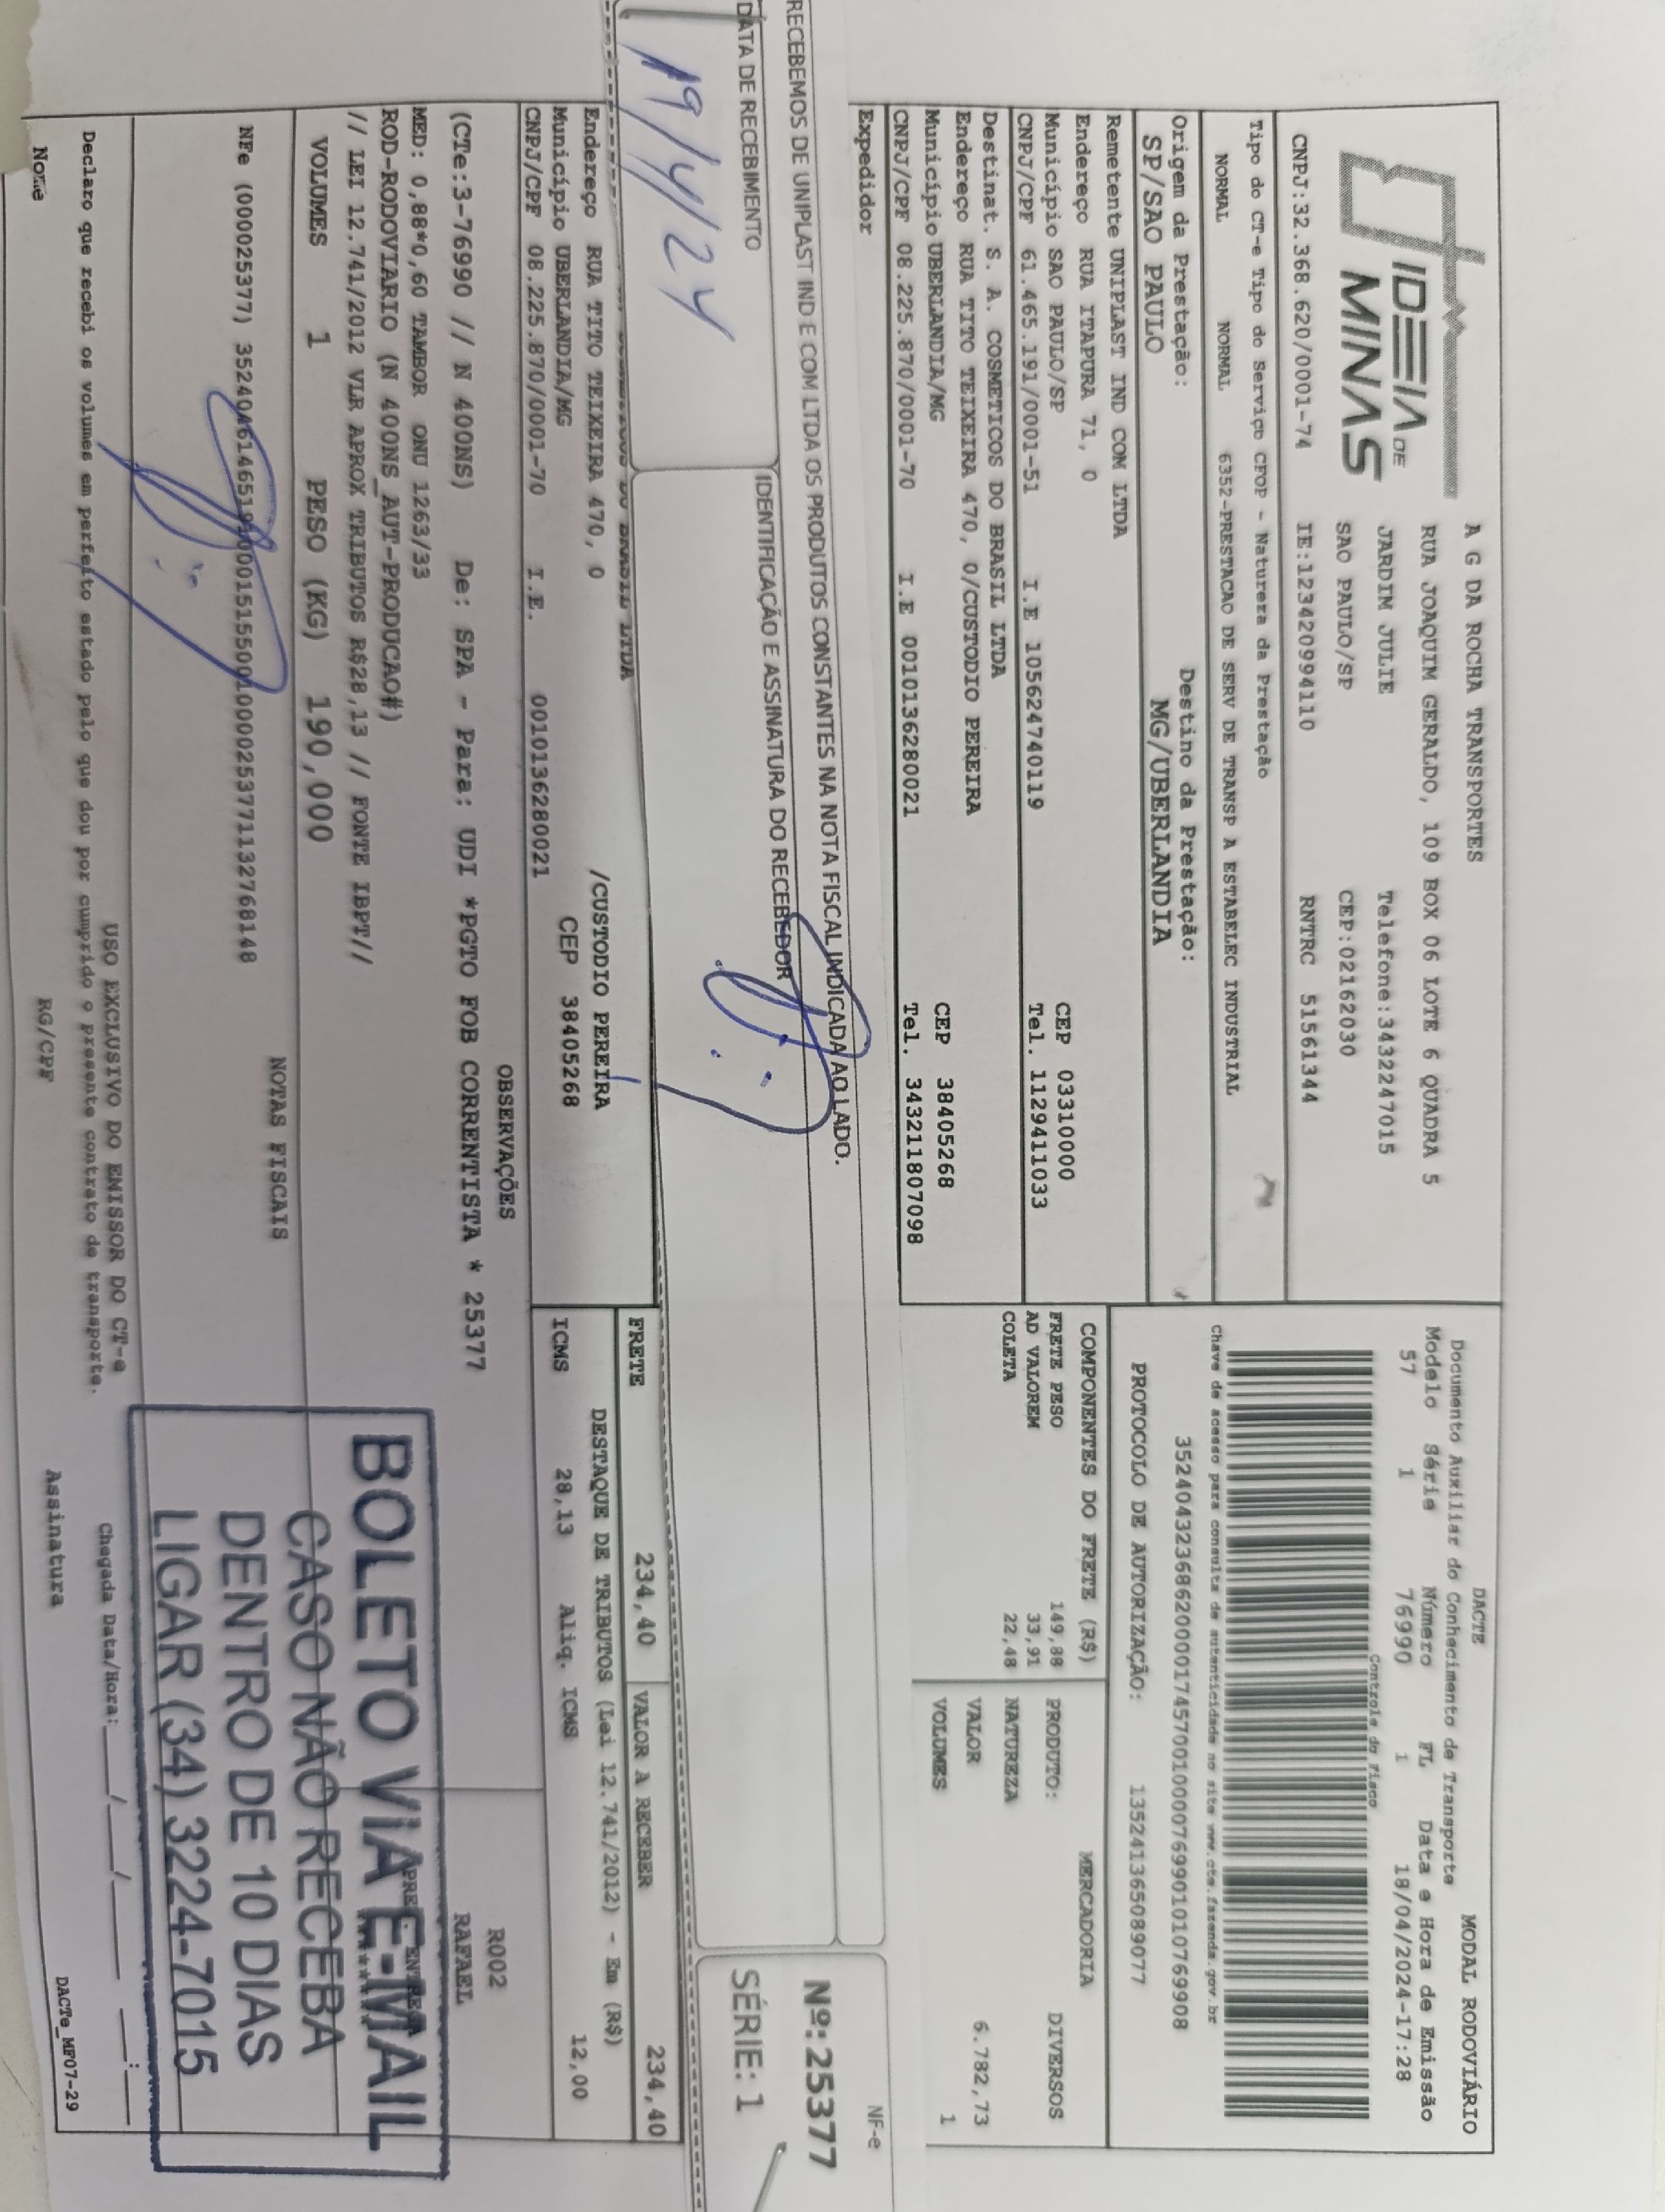 IDEIA DE
MINAS
A G DA ROCHA TRANSPORTES
RUA JOAQUIM GERALDO, 109 BOX 06 LOTE 6 QUADRA 5
JARDIM JULIE Telefone:3432247015
SAO PAULO/SP CEP:02162030
CNPJ:32.368.620/0001-74 IE:123420994110 RNTRC 51561344
Tipo do CT-e Tipo do Serviço CFOP - Natureza da Prestação
NORMAL NORMAL 6352-PRESTACAO DE SERV DE TRANSP A ESTABELEC INDUSTRIAL
Origem da Prestação: Destino da Prestação:
SP/SAO PAULO MG/UBERLANDIA
DACTE MODAL RODOVIÁRIO
Documento Auxiliar do Conhecimento de Transporte
Modelo Série Número FL Data e Hora de Emissão
57 1 76990 1 18/04/2024-17:28
Controle do Fisco
Chave de acesso para consulta de autenticidade no site www.cte.fazenda.gov.br
35240432368620000174570010000769901010769908
PROTOCOLO DE AUTORIZAÇÃO: 135241365089077
Remetente UNIPLAST IND COM LTDA
Endereço RUA ITAPURA 71, 0 CEP 03310000
Município SAO PAULO/SP Tel. 1129411033
CNPJ/CPF 61.465.191/0001-51 I.E 105624740119
Destinat. S. A. COSMETICOS DO BRASIL LTDA
Endereço RUA TITO TEIXEIRA 470, 0/CUSTODIO PEREIRA
Município UBERLANDIA/MG CEP 38405268
CNPJ/CPF 08.225.870/0001-70 I.E 0010136280021 Tel. 343211807098
Expedidor
COMPONENTES DO FRETE (R$)
FRETE PESO 149,88
AD VALOREM 33,91
COLETA 22,48
MERCADORIA
PRODUTO: DIVERSOS
NATUREZA
VALOR 6.782,73
VOLUMES 1
RECEBEMOS DE UNIPLAST IND E COM LTDA OS PRODUTOS CONSTANTES NA NOTA FISCAL INDICADA AO LADO.
DATA DE RECEBIMENTO IDENTIFICAÇÃO E ASSINATURA DO RECEBEDOR
19/4/24
NF-e
Nº: 25377
SÉRIE: 1
DO BRASIL LTDA
Endereço RUA TITO TEIXEIRA 470, 0 /CUSTODIO PEREIRA
Município UBERLANDIA/MG CEP 38405268
CNPJ/CPF 08.225.870/0001-70 I.E. 0010136280021
FRETE 234,40 VALOR A RECEBER 234,40
DESTAQUE DE TRIBUTOS (Lei 12.741/2012) - Em (R$)
ICMS 28,13 Aliq. ICMS 12,00
OBSERVAÇÕES
(CTe:3-76990 // N 400NS) De: SPA - Para: UDI *PGTO FOB CORRENTISTA * 25377
MED: 0,88*0,60 TAMBOR ONU 1263/33
ROD-RODOVIARIO (N 400NS_AUT-PRODUCAO#)
// LEI 12.741/2012 VLR APROX TRIBUTOS R$28,13 // FONTE IBPT//
R002
RAFAEL
VOLUMES 1 PESO (KG) 190,000
NOTAS FISCAIS
NFe (000025377) 35240461465191000151550010000253771132768148
BOLETO VIA E-MAIL
CASO NÃO RECEBA
DENTRO DE 10 DIAS
LIGAR (34) 3224-7015
USO EXCLUSIVO DO EMISSOR DO CT-e
Declaro que recebi os volumes em perfeito estado pelo que dou por cumprido o presente contrato de transporte.
Chegada Data/Hora:____/____/____ __:__
Nome RG/CPF Assinatura
DACTe_MF07-29